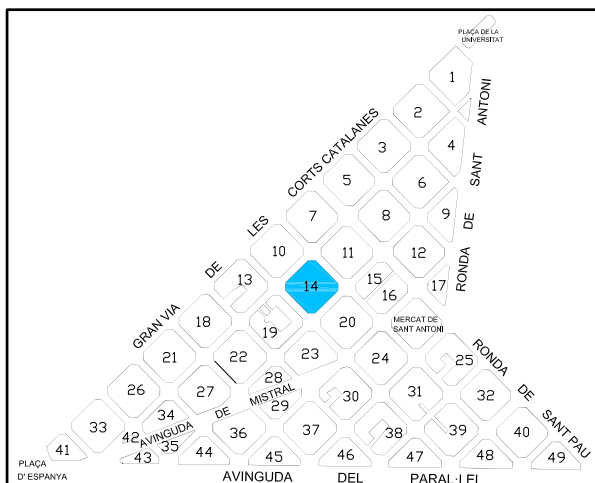 PLAÇA DE LA
UNIVERSITAT
1
2
ANTONI
3
4
CORTS CATALANES
5
6
SANT
7
8
9
LES
DE
10
11
12
DE
13
14
15
16
17
RONDA
GRAN VIA
18
19
20
MERCAT DE
SANT ANTONI
21
22
23
24
25
RONDA
26
27
28
MISTRAL
29
30
31
32
DE
33
34
DE
AVINGUDA
35
36
37
38
39
40
SANT PAU
41
42
43
44
45
46
47
48
49
PLAÇA
D' ESPANYA
AVINGUDA DEL PARAL·LEL